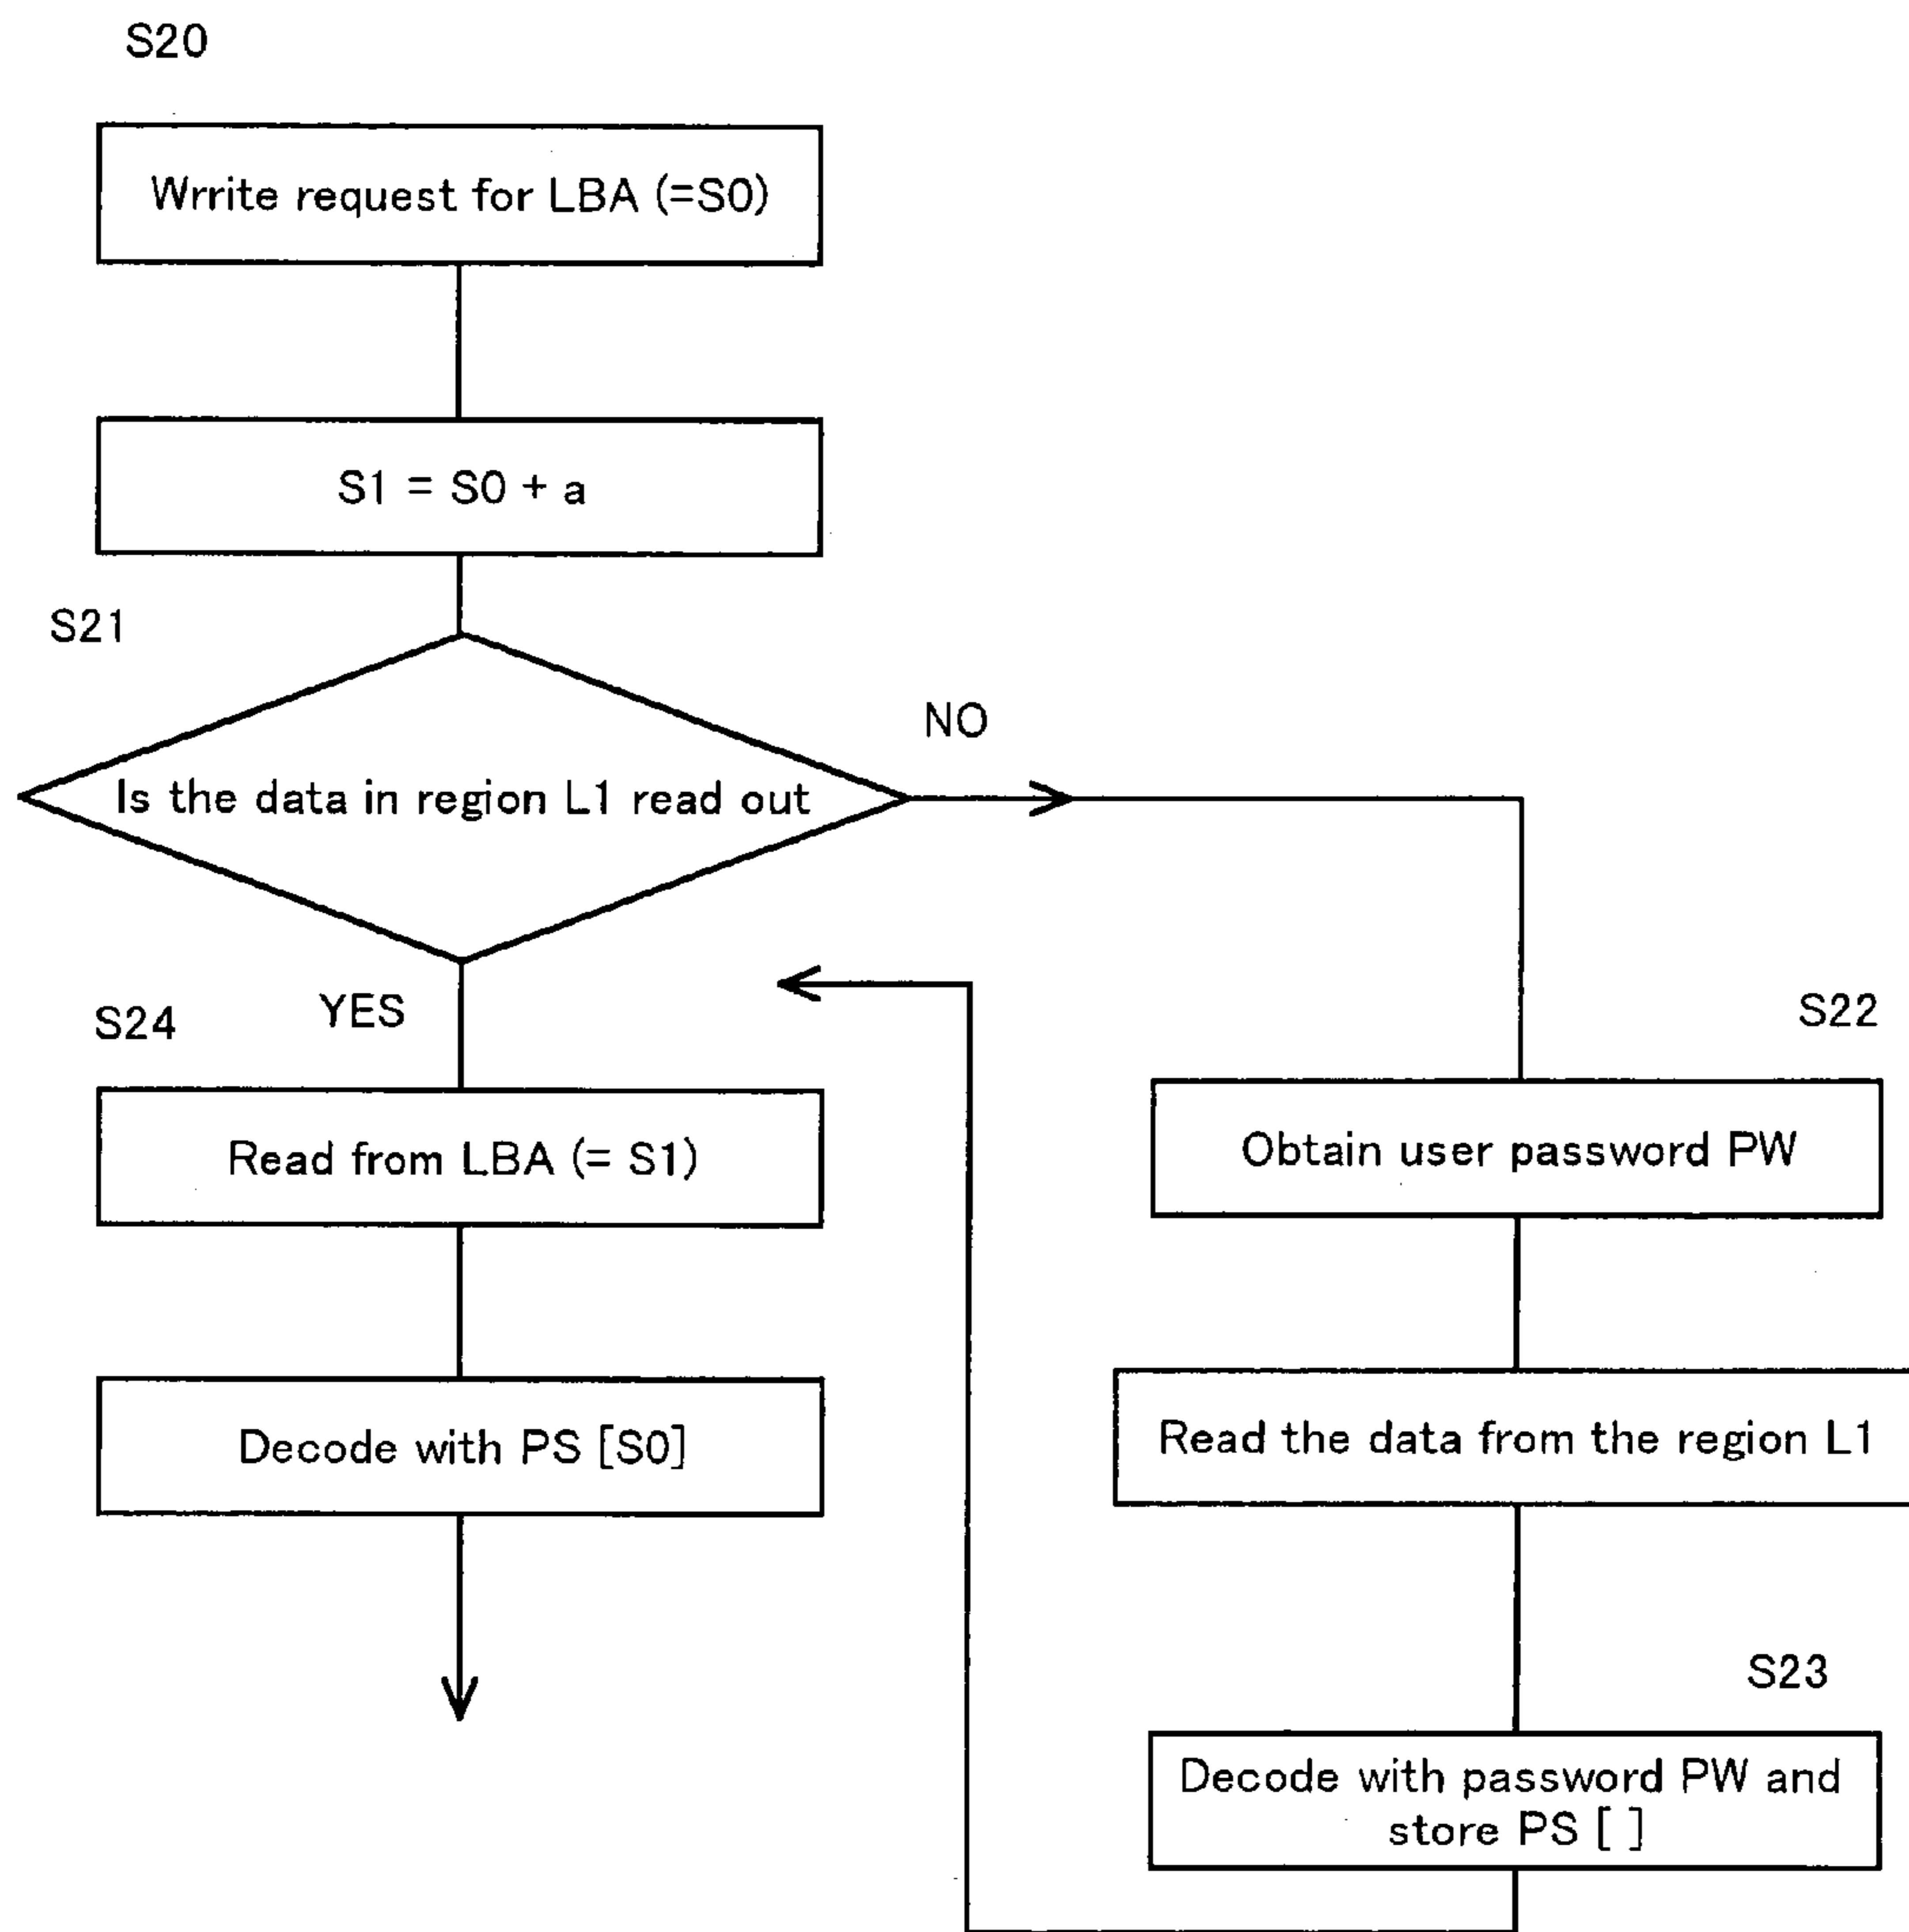 S20
Wrrite request for LBA (=S0)
S1 = S0 + a
S21
Is the data in region L1 read out
NO
YES
S24
Read from LBA (= S1)
Decode with PS [S0]
S22
Obtain user password PW
Read the data from the region L1
S23
Decode with password PW and
store PS [ ]